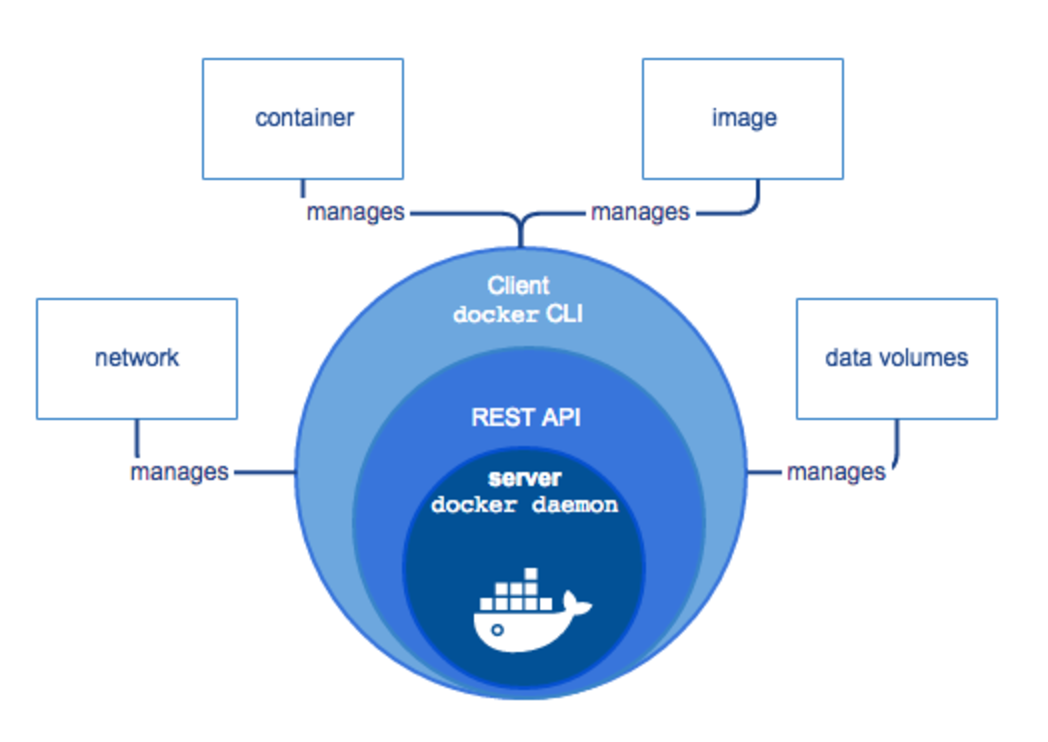 container
image
manages
manages
Client
docker CLI
network
data volumes
REST API
manages
manages
server
docker daemon